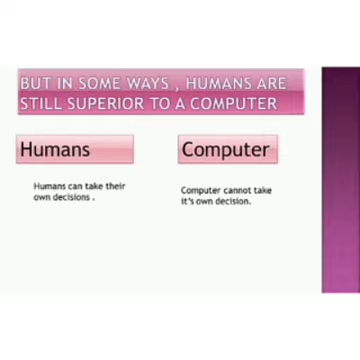 BUT IN SOME WAYS , HUMANS ARE
STILL SUPERIOR TO A COMPUTER
Humans
Humans can take their
own decisions .
Computer
Computer cannot take
it's own decision.